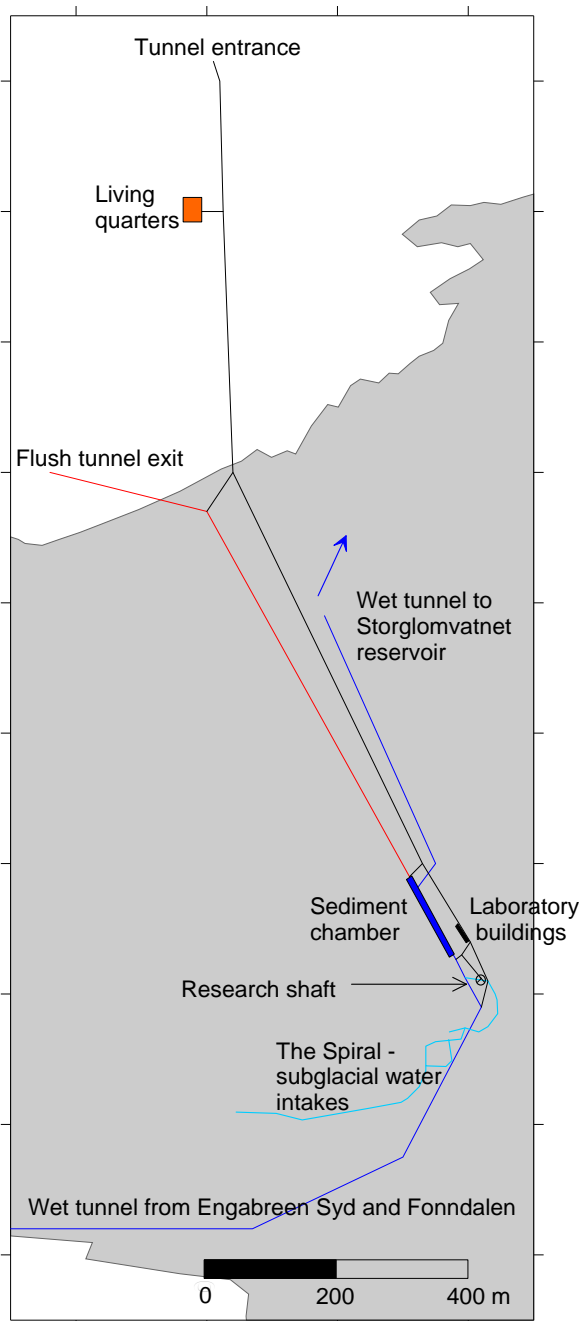 Tunnel entrance
Living
quarters
Flush tunnel exit
Wet tunnel to
Storglomvatnet
reservoir
Sediment
chamber
Laboratory
buildings
Research shaft
The Spiral -
subglacial water
intakes
Wet tunnel from Engabreen Syd and Fonndalen
0 200 400 m